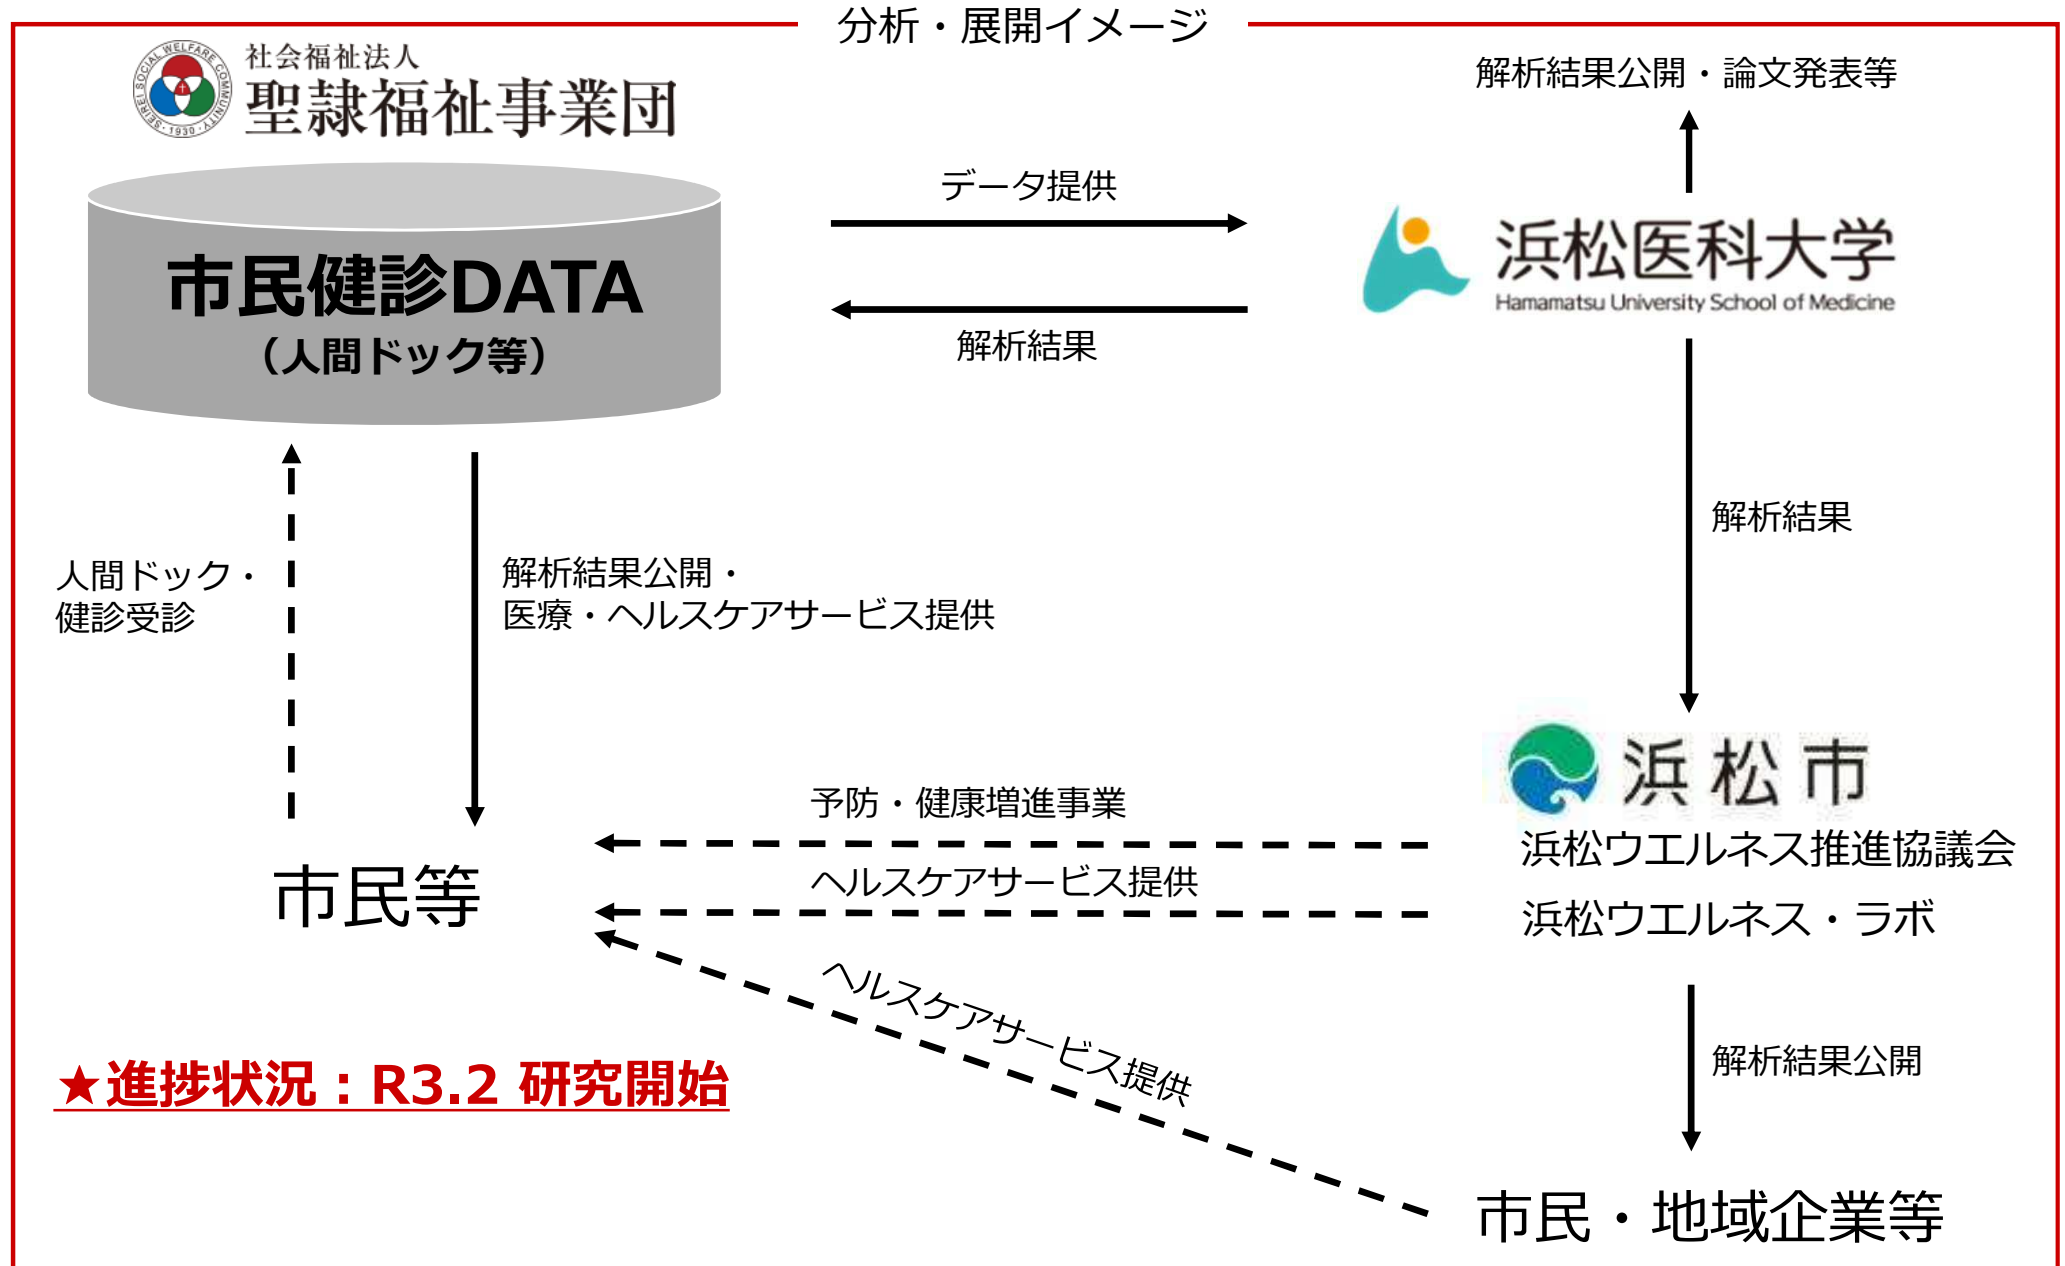 分析・展開イメージ
SEIREI SOCIAL WELFARE COMMUNITY
・1930・
社会福祉法人
聖隷福祉事業団
解析結果公開・論文発表等
市民健診DATA
（人間ドック等）
データ提供
解析結果
浜松医科大学
Hamamatsu University School of Medicine
人間ドック・
健診受診
解析結果公開・
医療・ヘルスケアサービス提供
解析結果
浜松市
浜松ウエルネス推進協議会
浜松ウエルネス・ラボ
予防・健康増進事業
ヘルスケアサービス提供
市民等
ヘルスケアサービス提供
解析結果公開
★進捗状況：R3.2 研究開始
市民・地域企業等